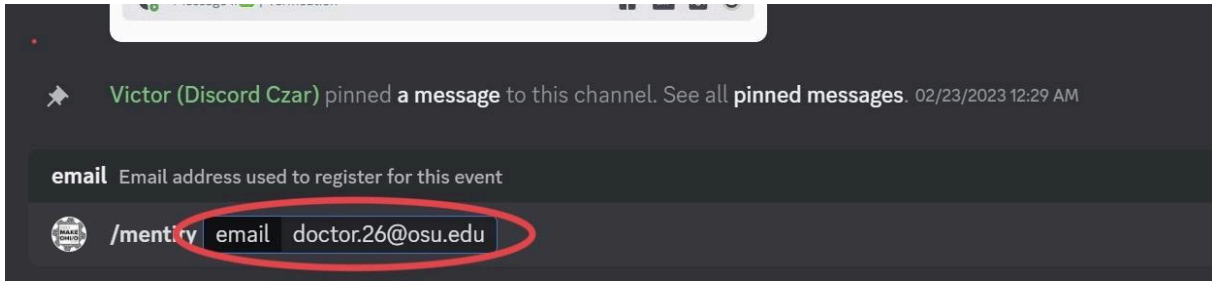 Victor (Discord Czar) pinned a message to this channel. See all pinned messages. 02/23/2023 12:29 AM
email Email address used to register for this event
/mentify email doctor.26@osu.edu